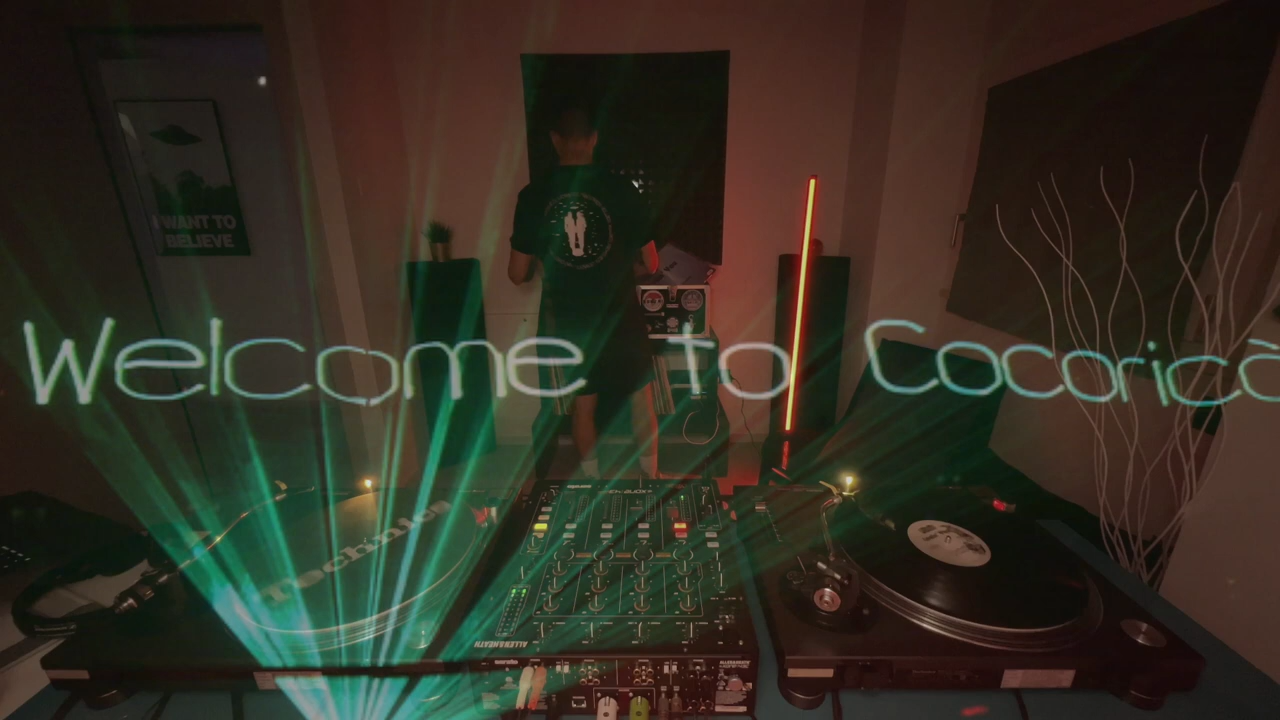 I WANT TO
BELIEVE
Welcome to Cocoricò
Technics
ALLEN&HEATH